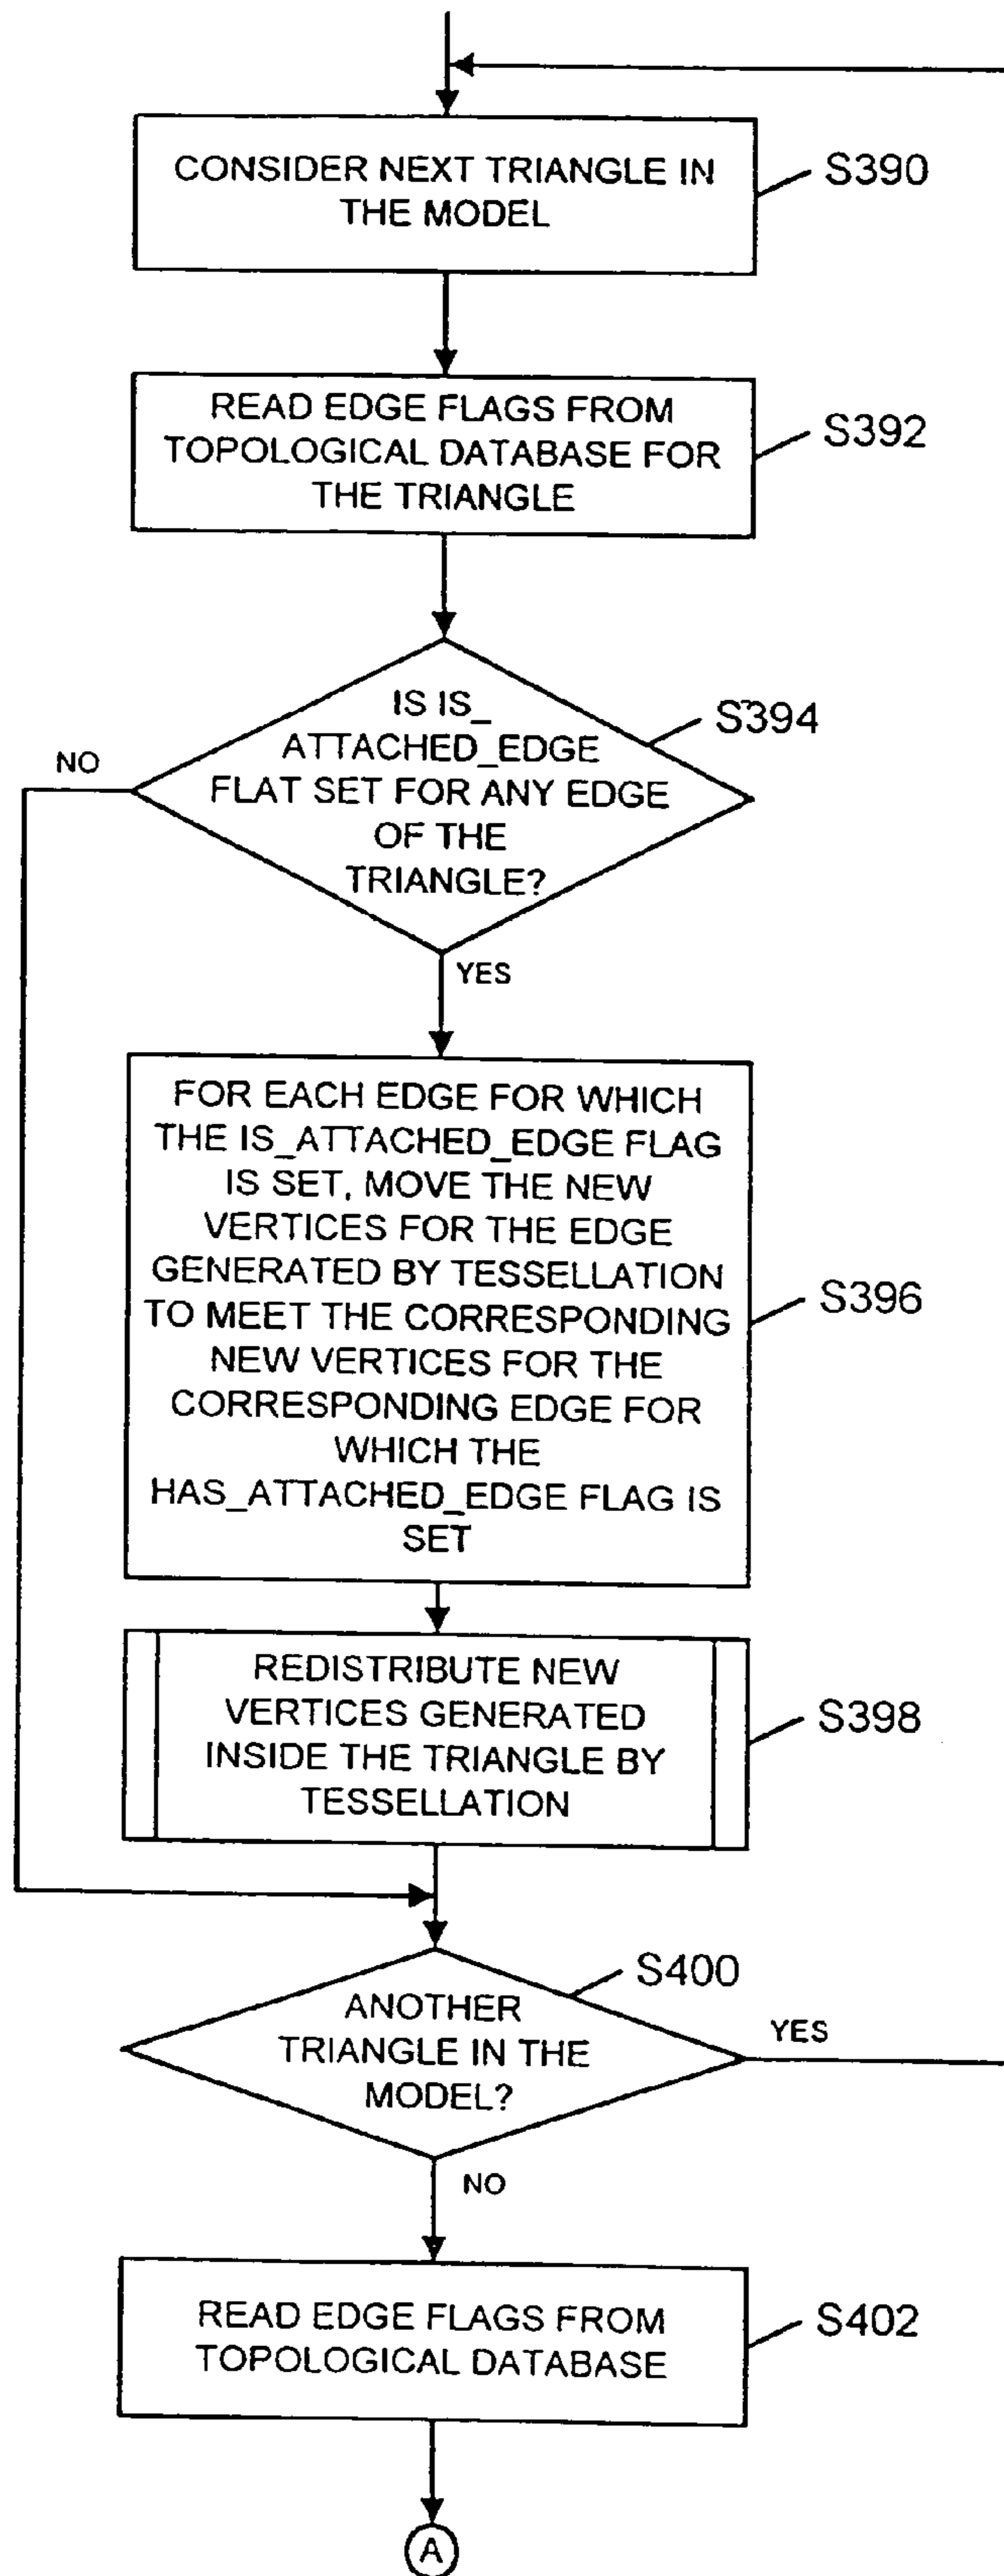 CONSIDER NEXT TRIANGLE IN
THE MODEL
S390
READ EDGE FLAGS FROM
TOPOLOGICAL DATABASE FOR
THE TRIANGLE
S392
IS IS_
ATTACHED_EDGE
FLAT SET FOR ANY EDGE
OF THE
TRIANGLE?
S394
NO
YES
FOR EACH EDGE FOR WHICH
THE IS_ATTACHED_EDGE FLAG
IS SET, MOVE THE NEW
VERTICES FOR THE EDGE
GENERATED BY TESSELLATION
TO MEET THE CORRESPONDING
NEW VERTICES FOR THE
CORRESPONDING EDGE FOR
WHICH THE
HAS_ATTACHED_EDGE FLAG IS
SET
S396
REDISTRIBUTE NEW
VERTICES GENERATED
INSIDE THE TRIANGLE BY
TESSELLATION
S398
ANOTHER
TRIANGLE IN THE
MODEL?
S400
YES
NO
READ EDGE FLAGS FROM
TOPOLOGICAL DATABASE
S402
A